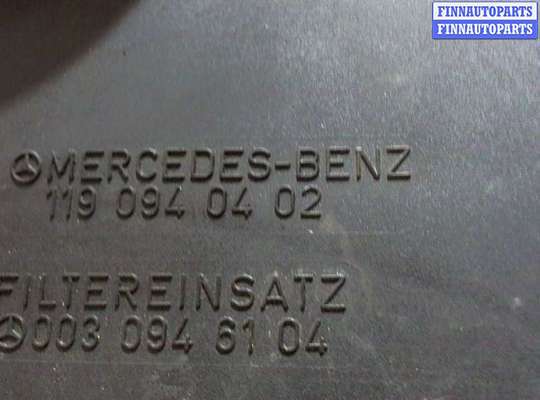 FINNAUTOPARTS
FINNAUTOPARTS
MERCEDES-BENZ
119 094 04 02
FILTEREINSATZ
003 094 61 04